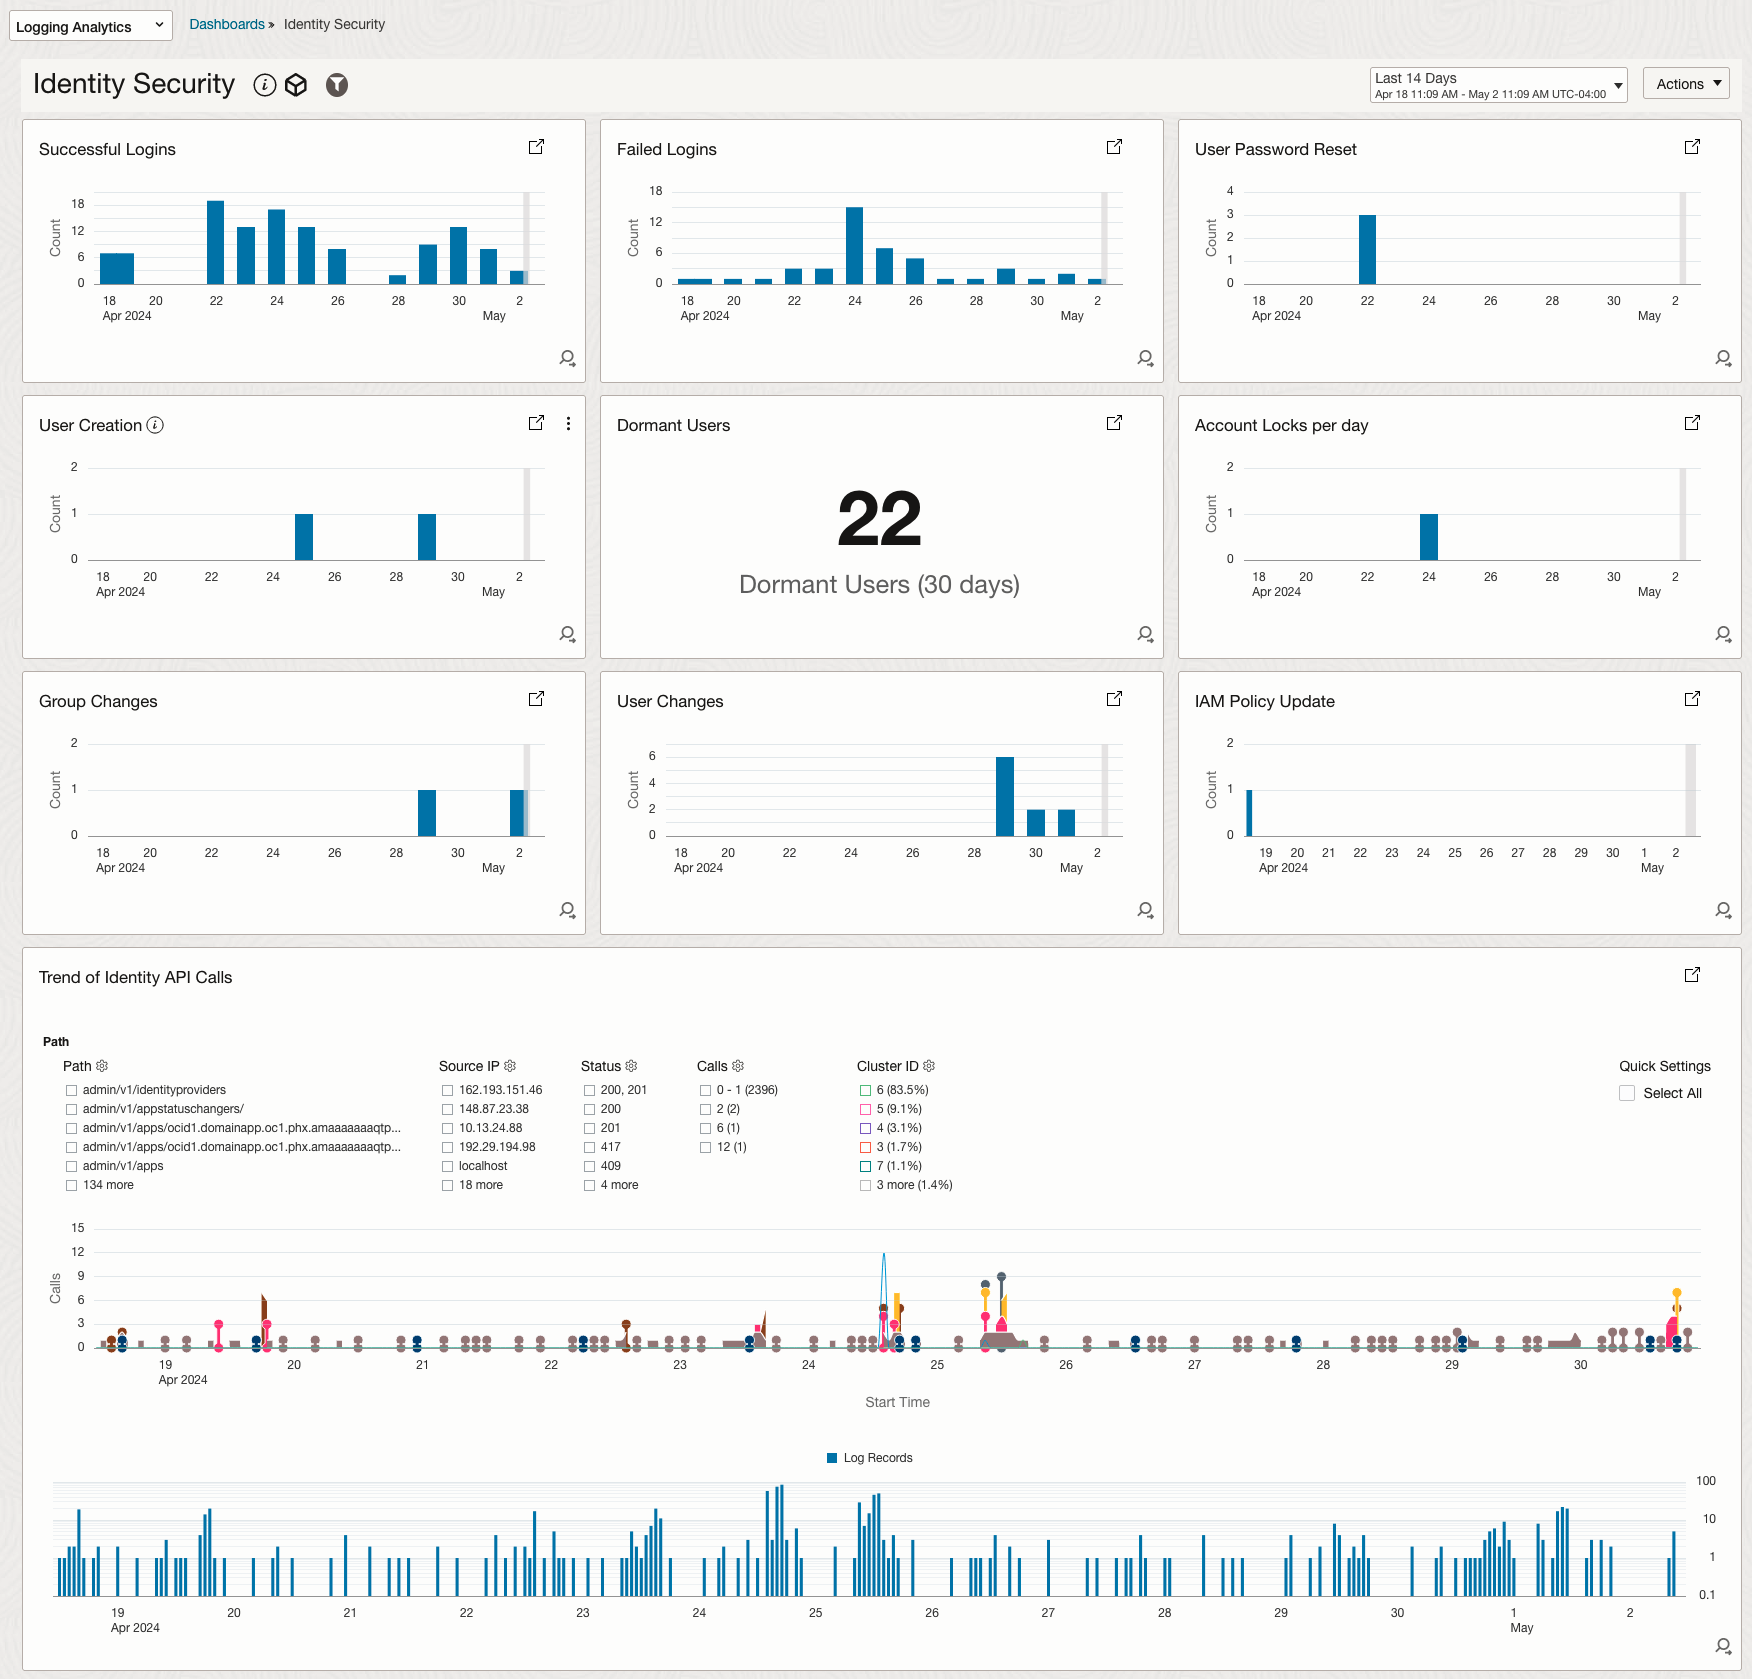 Logging Analytics
Dashboards » Identity Security
Identity Security
Last 14 Days
Apr 18 11:09 AM - May 2 11:09 AM UTC-04:00
Actions
Successful Logins
Count
18
12
6
0
18 20 22 24 26 28 30 2
Apr 2024 May
Failed Logins
Count
18
12
6
0
18 20 22 24 26 28 30 2
Apr 2024 May
User Password Reset
Count
4
3
2
1
0
18 20 22 24 26 28 30 2
Apr 2024 May
User Creation
Count
2
1
0
18 20 22 24 26 28 30 2
Apr 2024 May
Dormant Users
22
Dormant Users (30 days)
Account Locks per day
Count
2
1
0
18 20 22 24 26 28 30 2
Apr 2024 May
Group Changes
Count
2
1
0
18 20 22 24 26 28 30 2
Apr 2024 May
User Changes
Count
6
4
2
0
18 20 22 24 26 28 30 2
Apr 2024 May
IAM Policy Update
Count
2
1
0
19 20 21 22 23 24 25 26 27 28 29 30 1 2
Apr 2024 May
Trend of Identity API Calls
Path
Path Source IP Status Calls Cluster ID Quick Settings
admin/v1/identityproviders 162.193.151.46 200, 201 0 - 1 (2396) 6 (83.5%) Select All
admin/v1/appstatuschangers/ 148.87.23.38 200 2 (2) 5 (9.1%)
admin/v1/apps/ocid1.domainapp.oc1.phx.amaaaaaaaqtp... 10.13.24.88 201 6 (1) 4 (3.1%)
admin/v1/apps/ocid1.domainapp.oc1.phx.amaaaaaaaqtp... 192.29.194.98 417 12 (1) 3 (1.7%)
admin/v1/apps localhost 409 7 (1.1%)
134 more 18 more 4 more 3 more (1.4%)
Calls
15
12
9
6
3
0
19 20 21 22 23 24 25 26 27 28 29 30
Apr 2024
Start Time
Log Records
100
10
1
0.1
19 20 21 22 23 24 25 26 27 28 29 30 1 2
Apr 2024 May